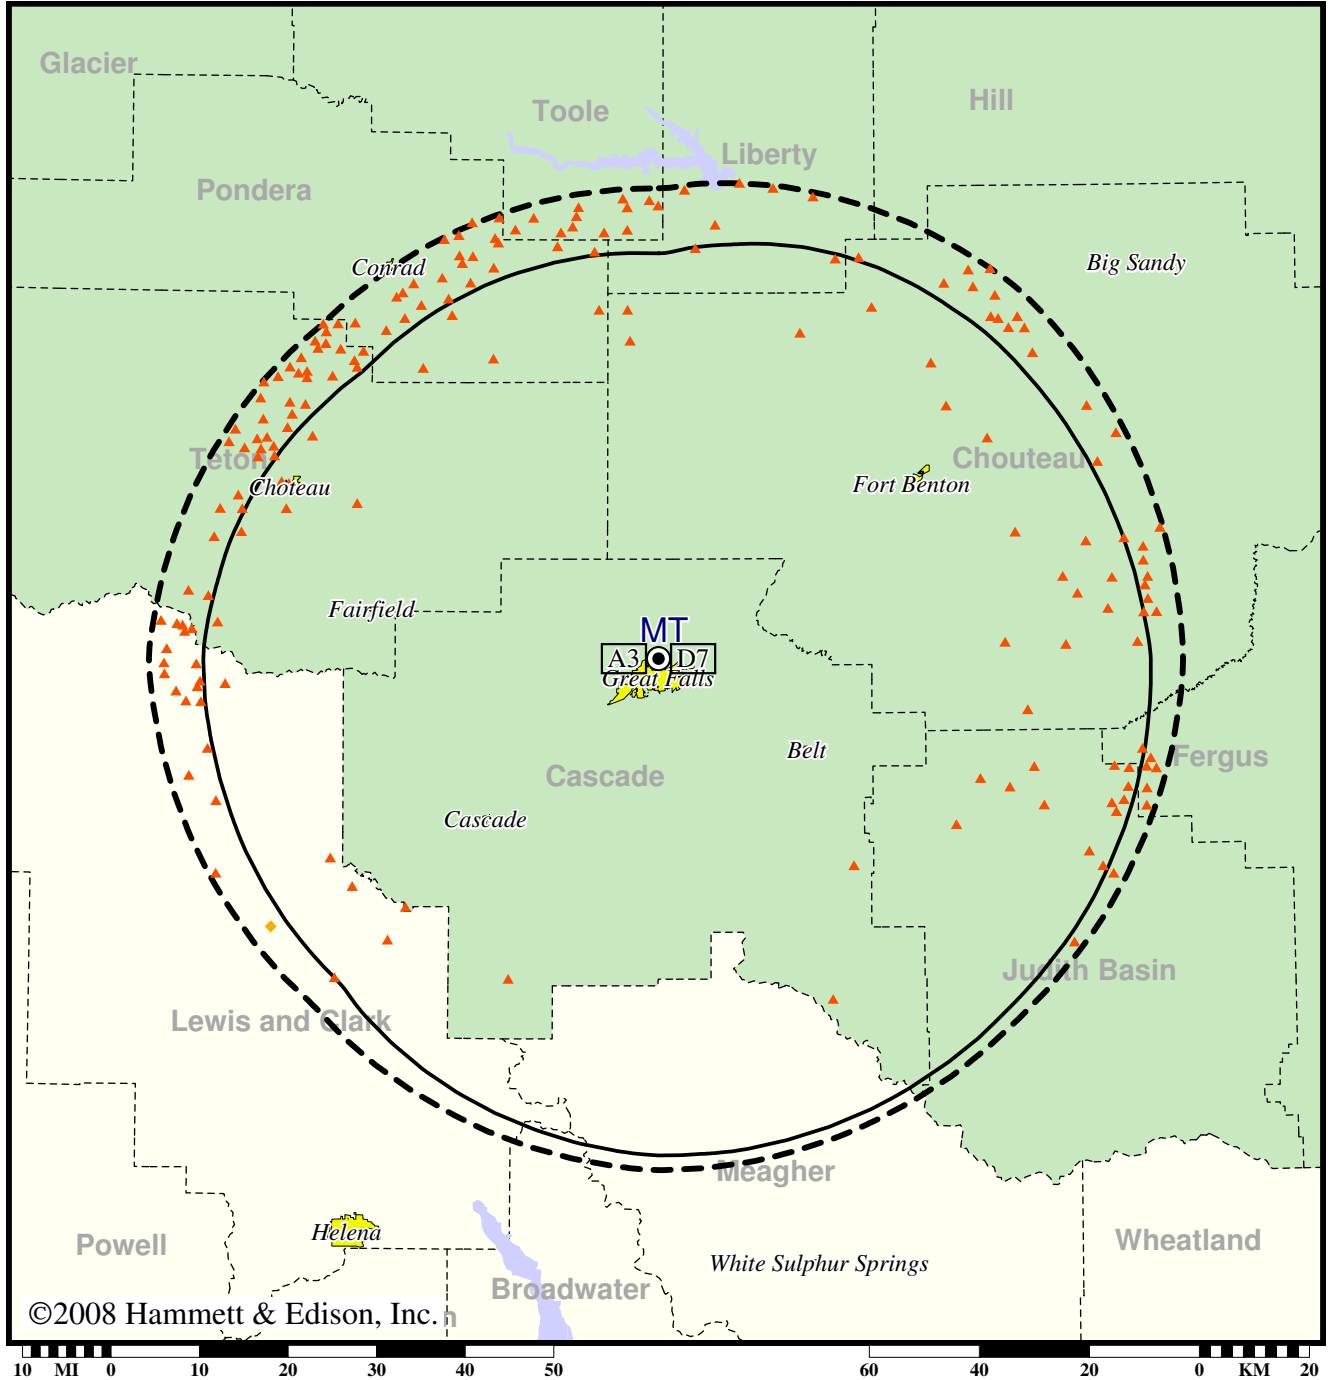 Glacier
Toole
Hill
Liberty
Pondera
Conrad
Big Sandy
Teton
Choteau
Chouteau
Fort Benton
Fairfield
MT
A3 D7
Great Falls
Belt
Fergus
Cascade
Cascade
Judith Basin
Lewis and Clark
Meagher
Helena
Powell
Wheatland
White Sulphur Springs
Broadwater
©2008 Hammett & Edison, Inc. n
10 MI 0 10 20 30 40 50 60 40 20 0 KM 20